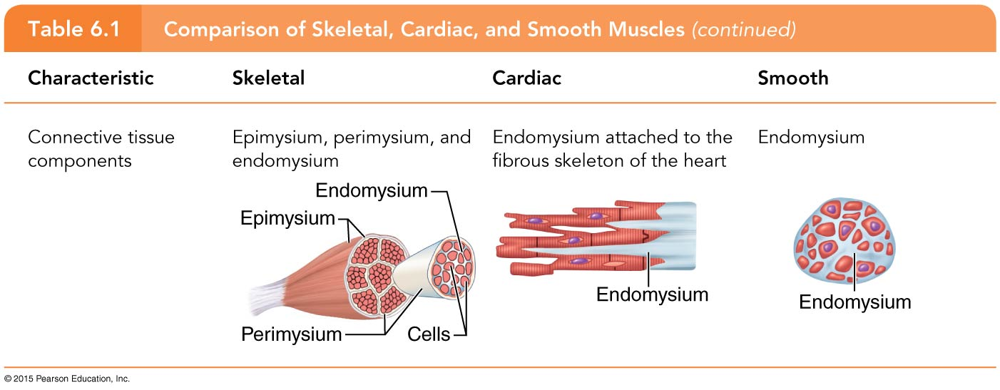 Table 6.1 Comparison of Skeletal, Cardiac, and Smooth Muscles (continued)
Characteristic Skeletal Cardiac Smooth
Connective tissue Epimysium, perimysium, and Endomysium attached to the Endomysium
components endomysium fibrous skeleton of the heart
Endomysium
Epimysium
Perimysium Cells
Endomysium
Endomysium
© 2015 Pearson Education, Inc.